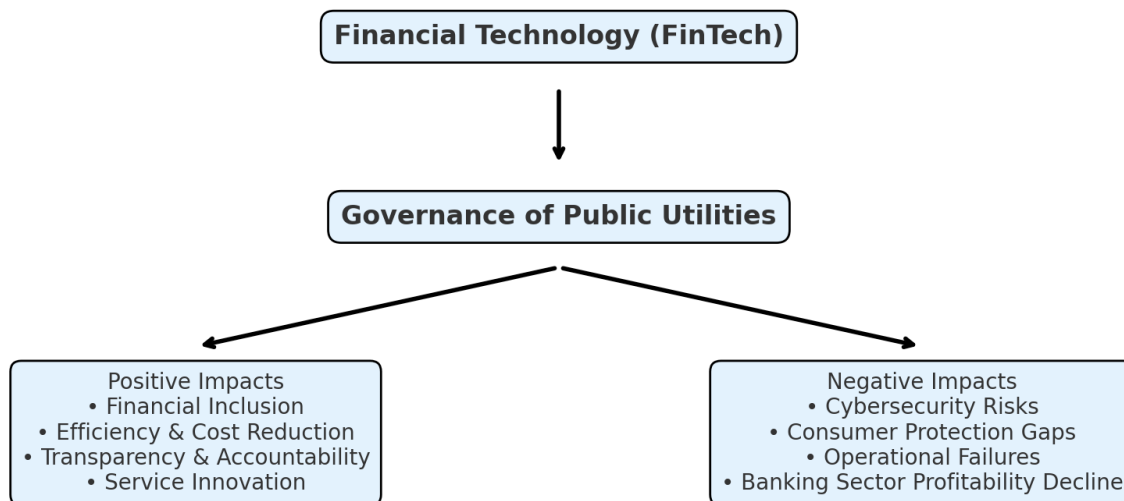 Financial Technology (FinTech)
Governance of Public Utilities
Positive Impacts
• Financial Inclusion
• Efficiency & Cost Reduction
• Transparency & Accountability
• Service Innovation
Negative Impacts
• Cybersecurity Risks
• Consumer Protection Gaps
• Operational Failures
• Banking Sector Profitability Decline